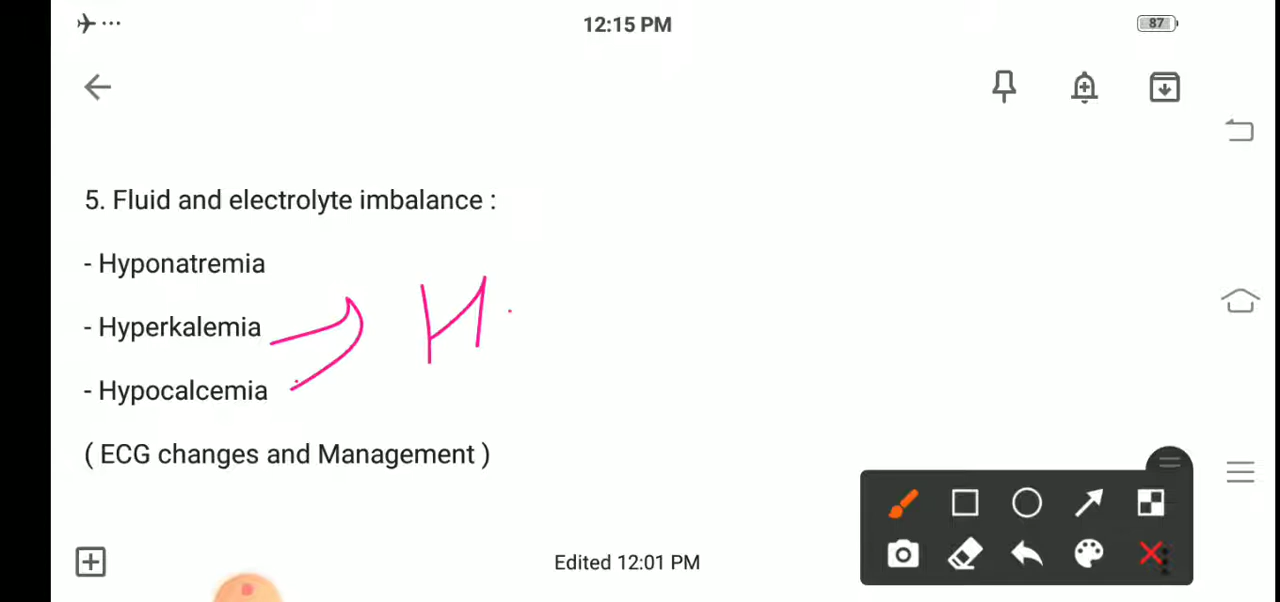 12:15 PM
87
5. Fluid and electrolyte imbalance :
- Hyponatremia
- Hyperkalemia
H
- Hypocalcemia
( ECG changes and Management )
Edited 12:01 PM